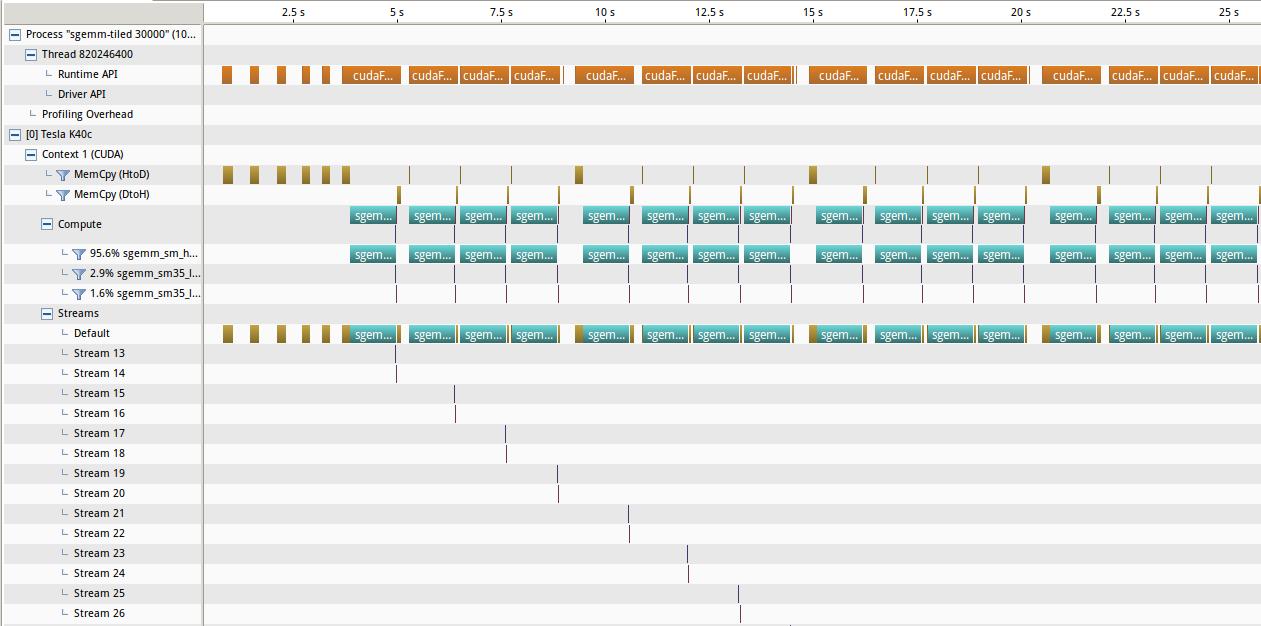 2.5 s 5 s 7.5 s 10 s 12.5 s 15 s 17.5 s 20 s 22.5 s 25 s
Process "sgemm-tiled 30000" (10...
Thread 820246400
Runtime API cudaF... cudaF... cudaF... cudaF... cudaF... cudaF... cudaF... cudaF... cudaF... cudaF... cudaF... cudaF... cudaF... cudaF... cudaF... cudaF...
Driver API
Profiling Overhead
[0] Tesla K40c
Context 1 (CUDA)
MemCpy (HtoD)
MemCpy (DtoH)
Compute sgem... sgem... sgem... sgem... sgem... sgem... sgem... sgem... sgem... sgem... sgem... sgem... sgem... sgem... sgem... sgem...
95.6% sgemm_sm_h... sgem... sgem... sgem... sgem... sgem... sgem... sgem... sgem... sgem... sgem... sgem... sgem... sgem... sgem... sgem... sgem...
2.9% sgemm_sm35_l...
1.6% sgemm_sm35_l...
Streams
Default sgem... sgem... sgem... sgem... sgem... sgem... sgem... sgem... sgem... sgem... sgem... sgem... sgem... sgem... sgem... sgem...
Stream 13
Stream 14
Stream 15
Stream 16
Stream 17
Stream 18
Stream 19
Stream 20
Stream 21
Stream 22
Stream 23
Stream 24
Stream 25
Stream 26